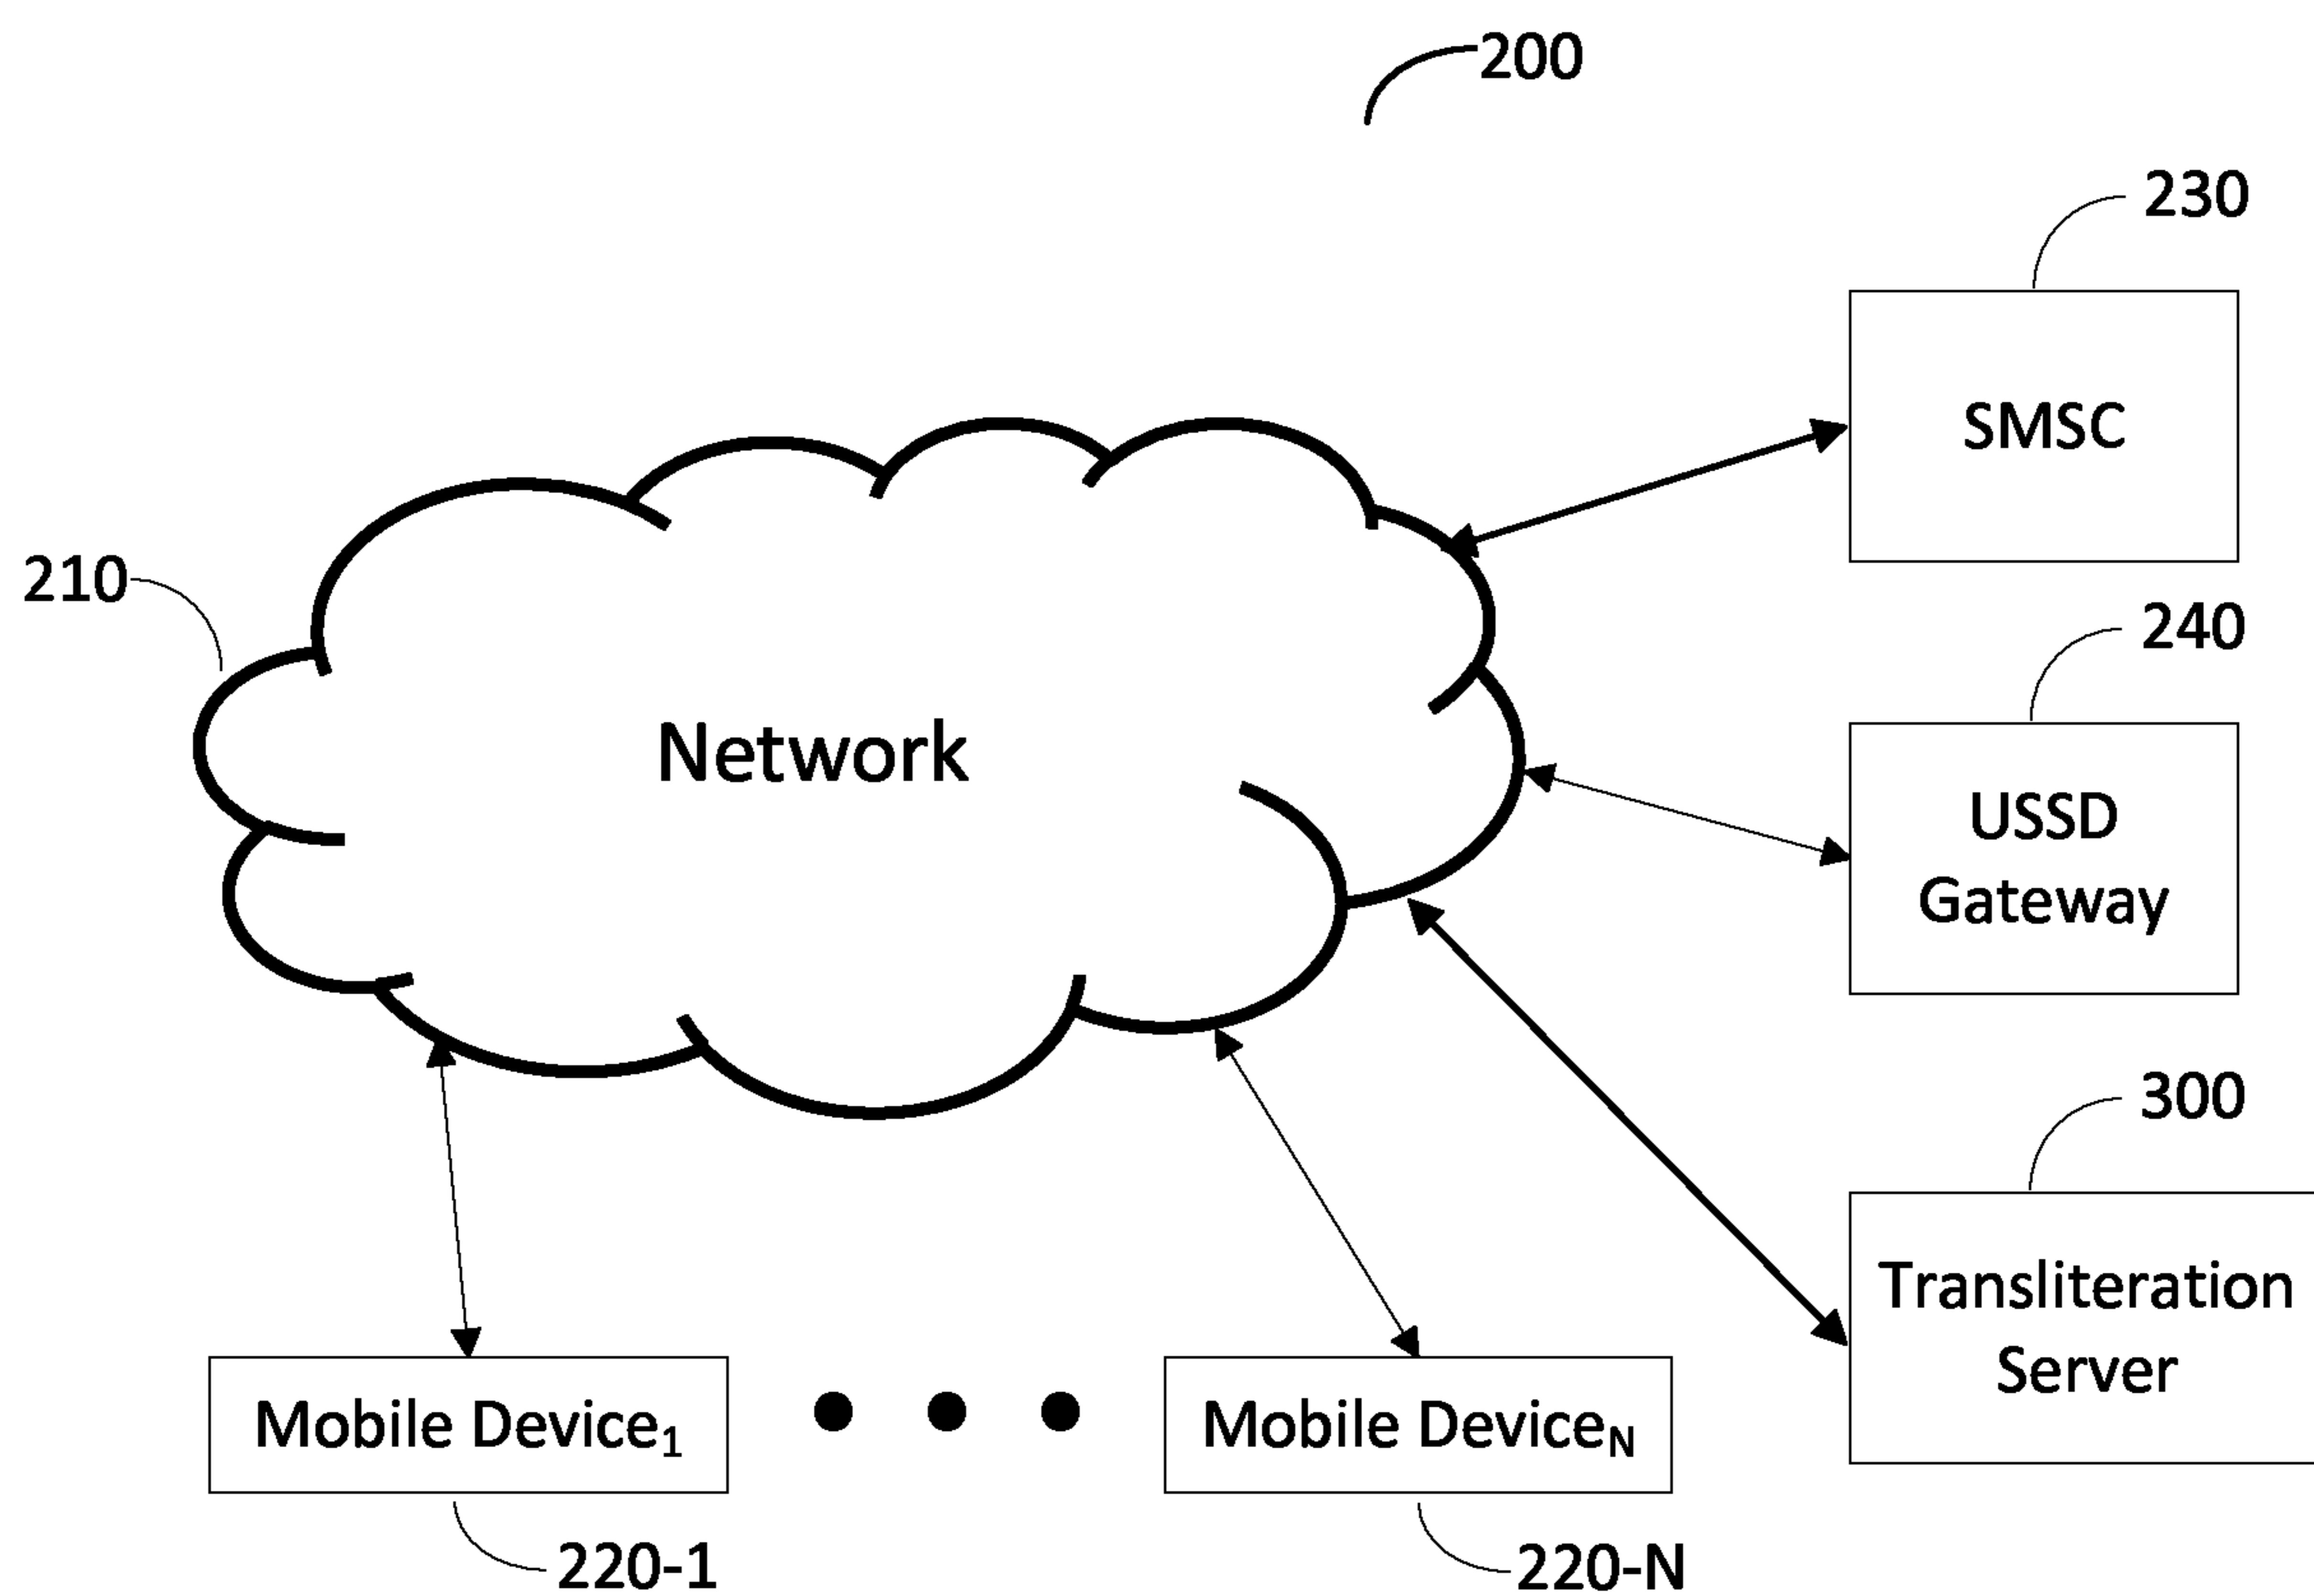 200
230
SMSC
210
240
Network
USSD
Gateway
300
Transliteration
Server
Mobile Device1
Mobile DeviceN
220-1
220-N